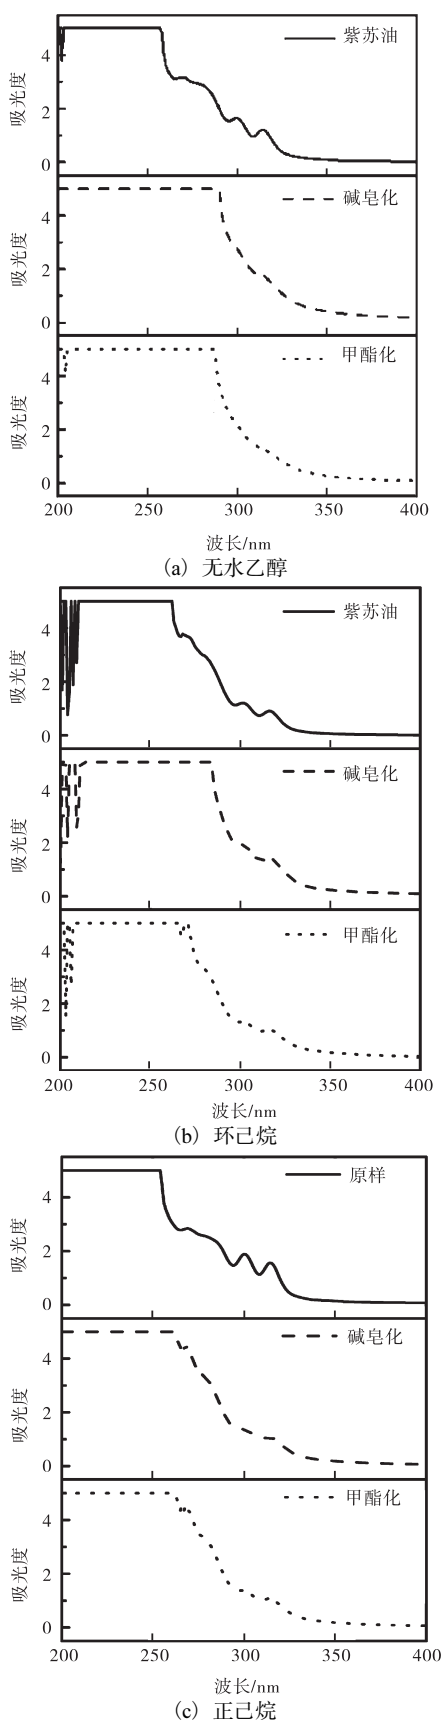 紫苏油
吸光度
4
2
0
碱皂化
吸光度
4
2
0
甲酯化
吸光度
4
2
0
200 250 300 350 400
波长/nm
(a) 无水乙醇
紫苏油
吸光度
4
2
0
碱皂化
吸光度
4
2
0
甲酯化
吸光度
4
2
0
200 250 300 350 400
波长/nm
(b) 环己烷
原样
吸光度
4
2
0
碱皂化
吸光度
4
2
0
甲酯化
吸光度
4
2
0
200 250 300 350 400
波长/nm
(c) 正己烷